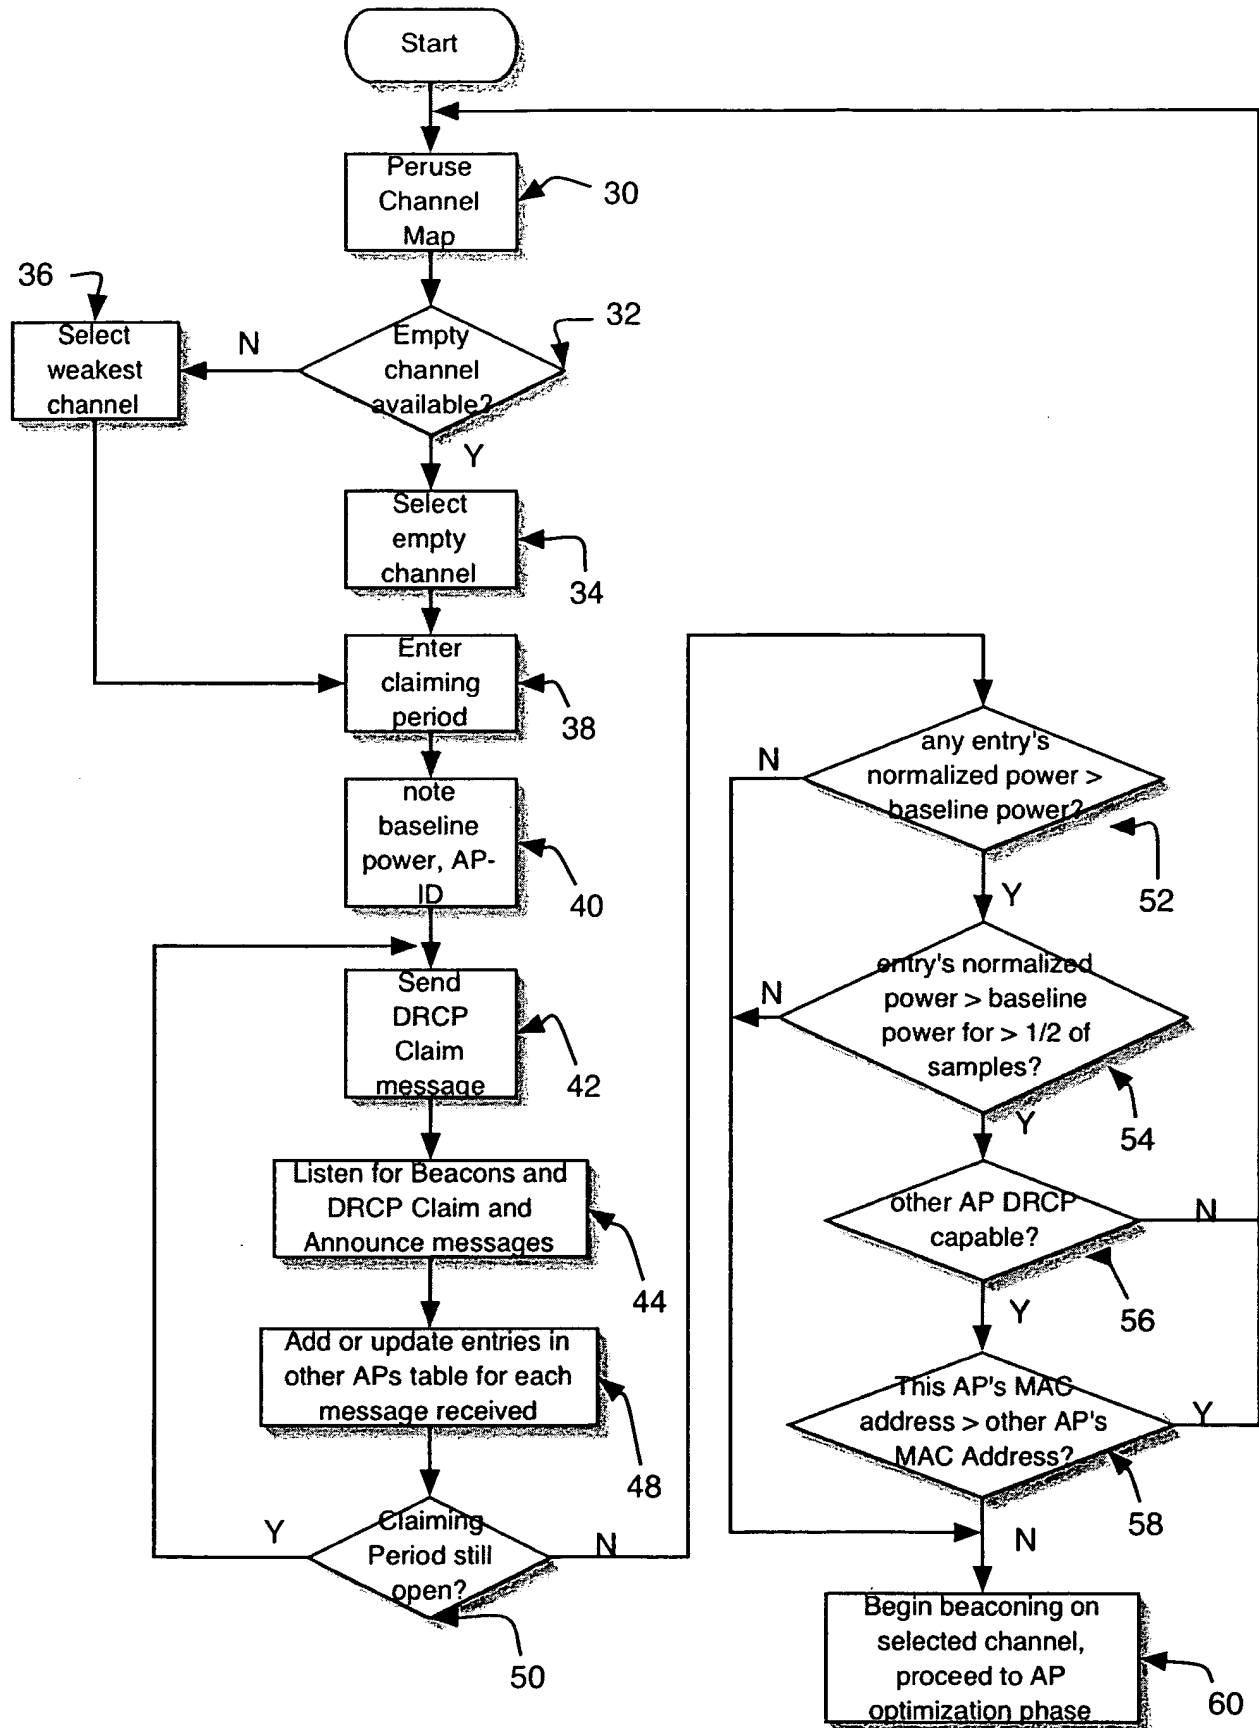 Start
Peruse
Channel
Map
30
36
Select
weakest
channel
N
Empty
channel
available?
32
Y
Select
empty
channel
34
Enter
claiming
period
38
note
baseline
power, AP-
ID
40
Send
DRCP
Claim
message
42
Listen for Beacons and
DRCP Claim and
Announce messages
44
Add or update entries in
other APs table for each
message received
48
Y
Claiming
Period still
open?
N
50
any entry's
normalized power >
baseline power?
N
52
Y
entry's normalized
power > baseline
power for > 1/2 of
samples?
N
54
Y
other AP DRCP
capable?
N
56
Y
This AP's MAC
address > other AP's
MAC Address?
Y
58
N
Begin beaconing on
selected channel,
proceed to AP
optimization phase
60